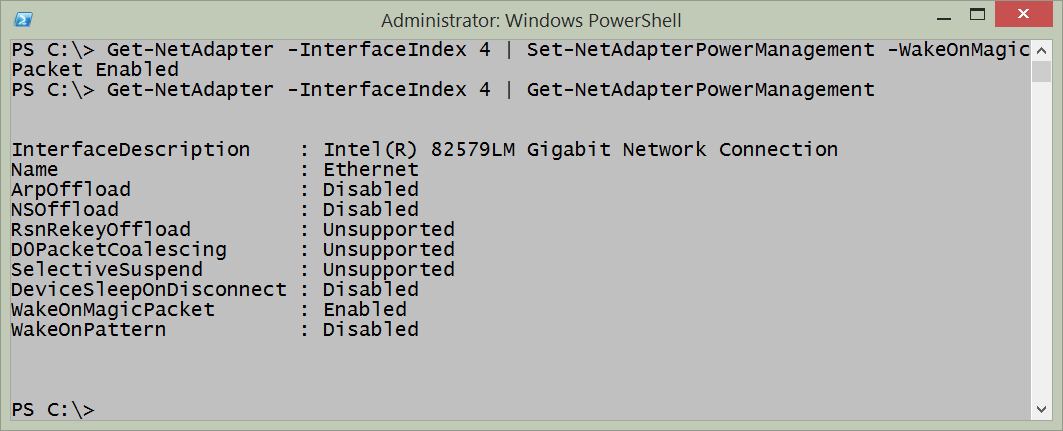 Administrator: Windows PowerShell
PS C:\> Get-NetAdapter -InterfaceIndex 4 | Set-NetAdapterPowerManagement -WakeOnMagic
Packet Enabled
PS C:\> Get-NetAdapter -InterfaceIndex 4 | Get-NetAdapterPowerManagement
InterfaceDescription    : Intel(R) 82579LM Gigabit Network Connection
Name                    : Ethernet
ArpOffload              : Disabled
NSOffload               : Disabled
RsnRekeyOffload         : Unsupported
D0PacketCoalescing      : Unsupported
SelectiveSuspend        : Unsupported
DeviceSleepOnDisconnect : Disabled
WakeOnMagicPacket       : Enabled
WakeOnPattern           : Disabled
PS C:\>